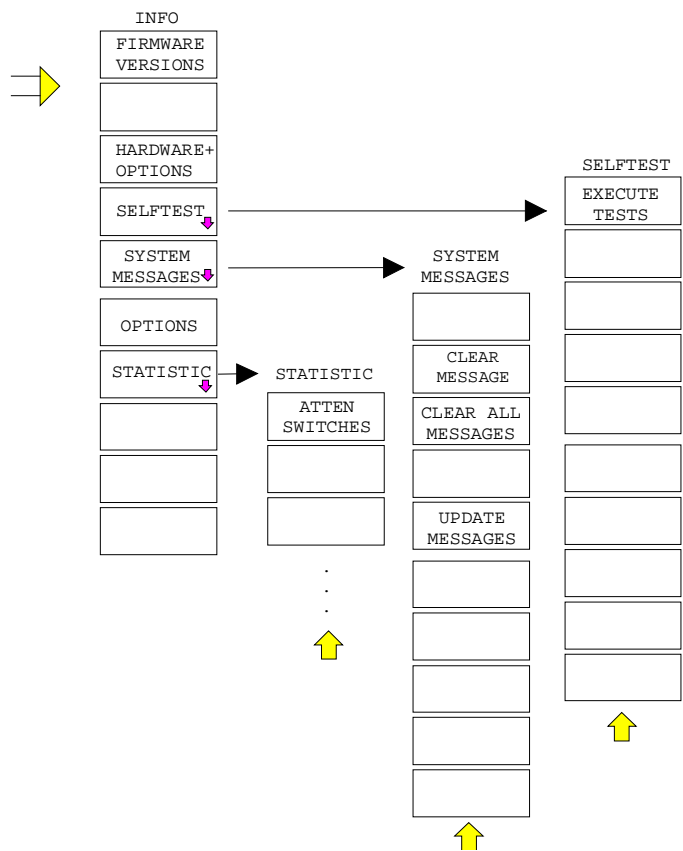 INFO
FIRMWARE
VERSIONS
HARDWARE+
OPTIONS
SELFTEST
SYSTEM
MESSAGES
OPTIONS
STATISTIC
STATISTIC
ATTEN
SWITCHES
.
.
.
SYSTEM
MESSAGES
CLEAR
MESSAGE
CLEAR ALL
MESSAGES
UPDATE
MESSAGES
SELFTEST
EXECUTE
TESTS